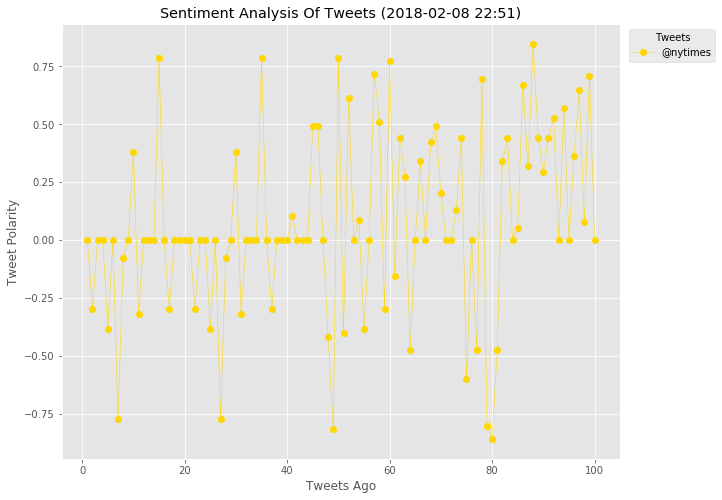 Sentiment Analysis Of Tweets (2018-02-08 22:51)
Tweets
@nytimes
Tweet Polarity
0.75
0.50
0.25
0.00
−0.25
−0.50
−0.75
0 20 40 60 80 100
Tweets Ago